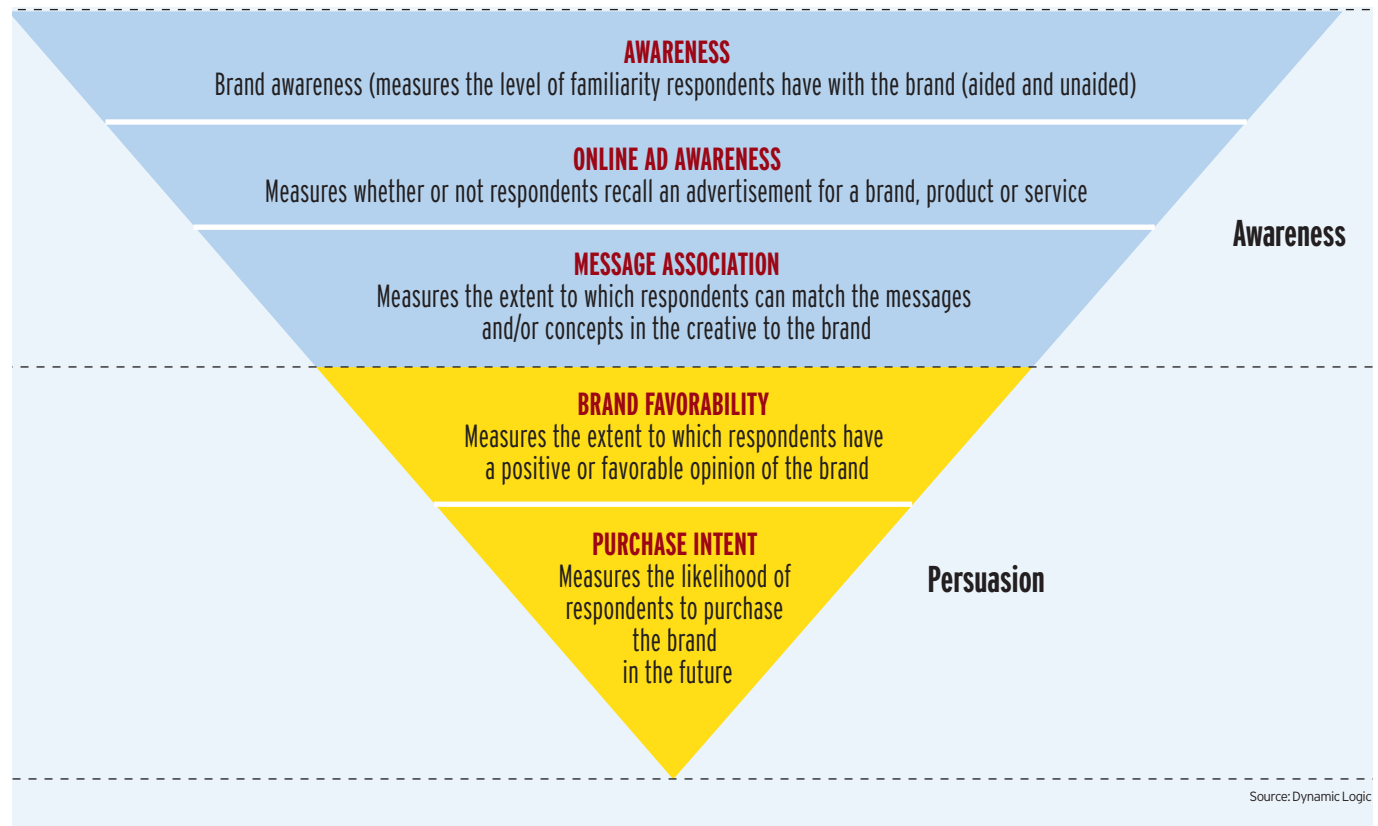 AWARENESS
Brand awareness (measures the level of familiarity respondents have with the brand (aided and unaided)
ONLINE AD AWARENESS
Measures whether or not respondents recall an advertisement for a brand, product or service
Awareness
MESSAGE ASSOCIATION
Measures the extent to which respondents can match the messages
and/or concepts in the creative to the brand
BRAND FAVORABILITY
Measures the extent to which respondents have
a positive or favorable opinion of the brand
PURCHASE INTENT
Measures the likelihood of
respondents to purchase
the brand
in the future
Persuasion
Source: Dynamic Logic